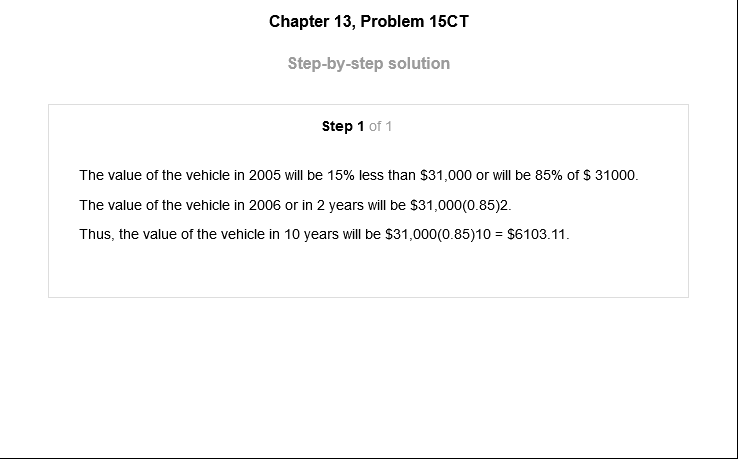 Chapter 13, Problem 15CT
Step-by-step solution
Step 1 of 1
The value of the vehicle in 2005 will be 15% less than $31,000 or will be 85% of $ 31000.
The value of the vehicle in 2006 or in 2 years will be $31,000(0.85)2.
Thus, the value of the vehicle in 10 years will be $31,000(0.85)10 = $6103.11.